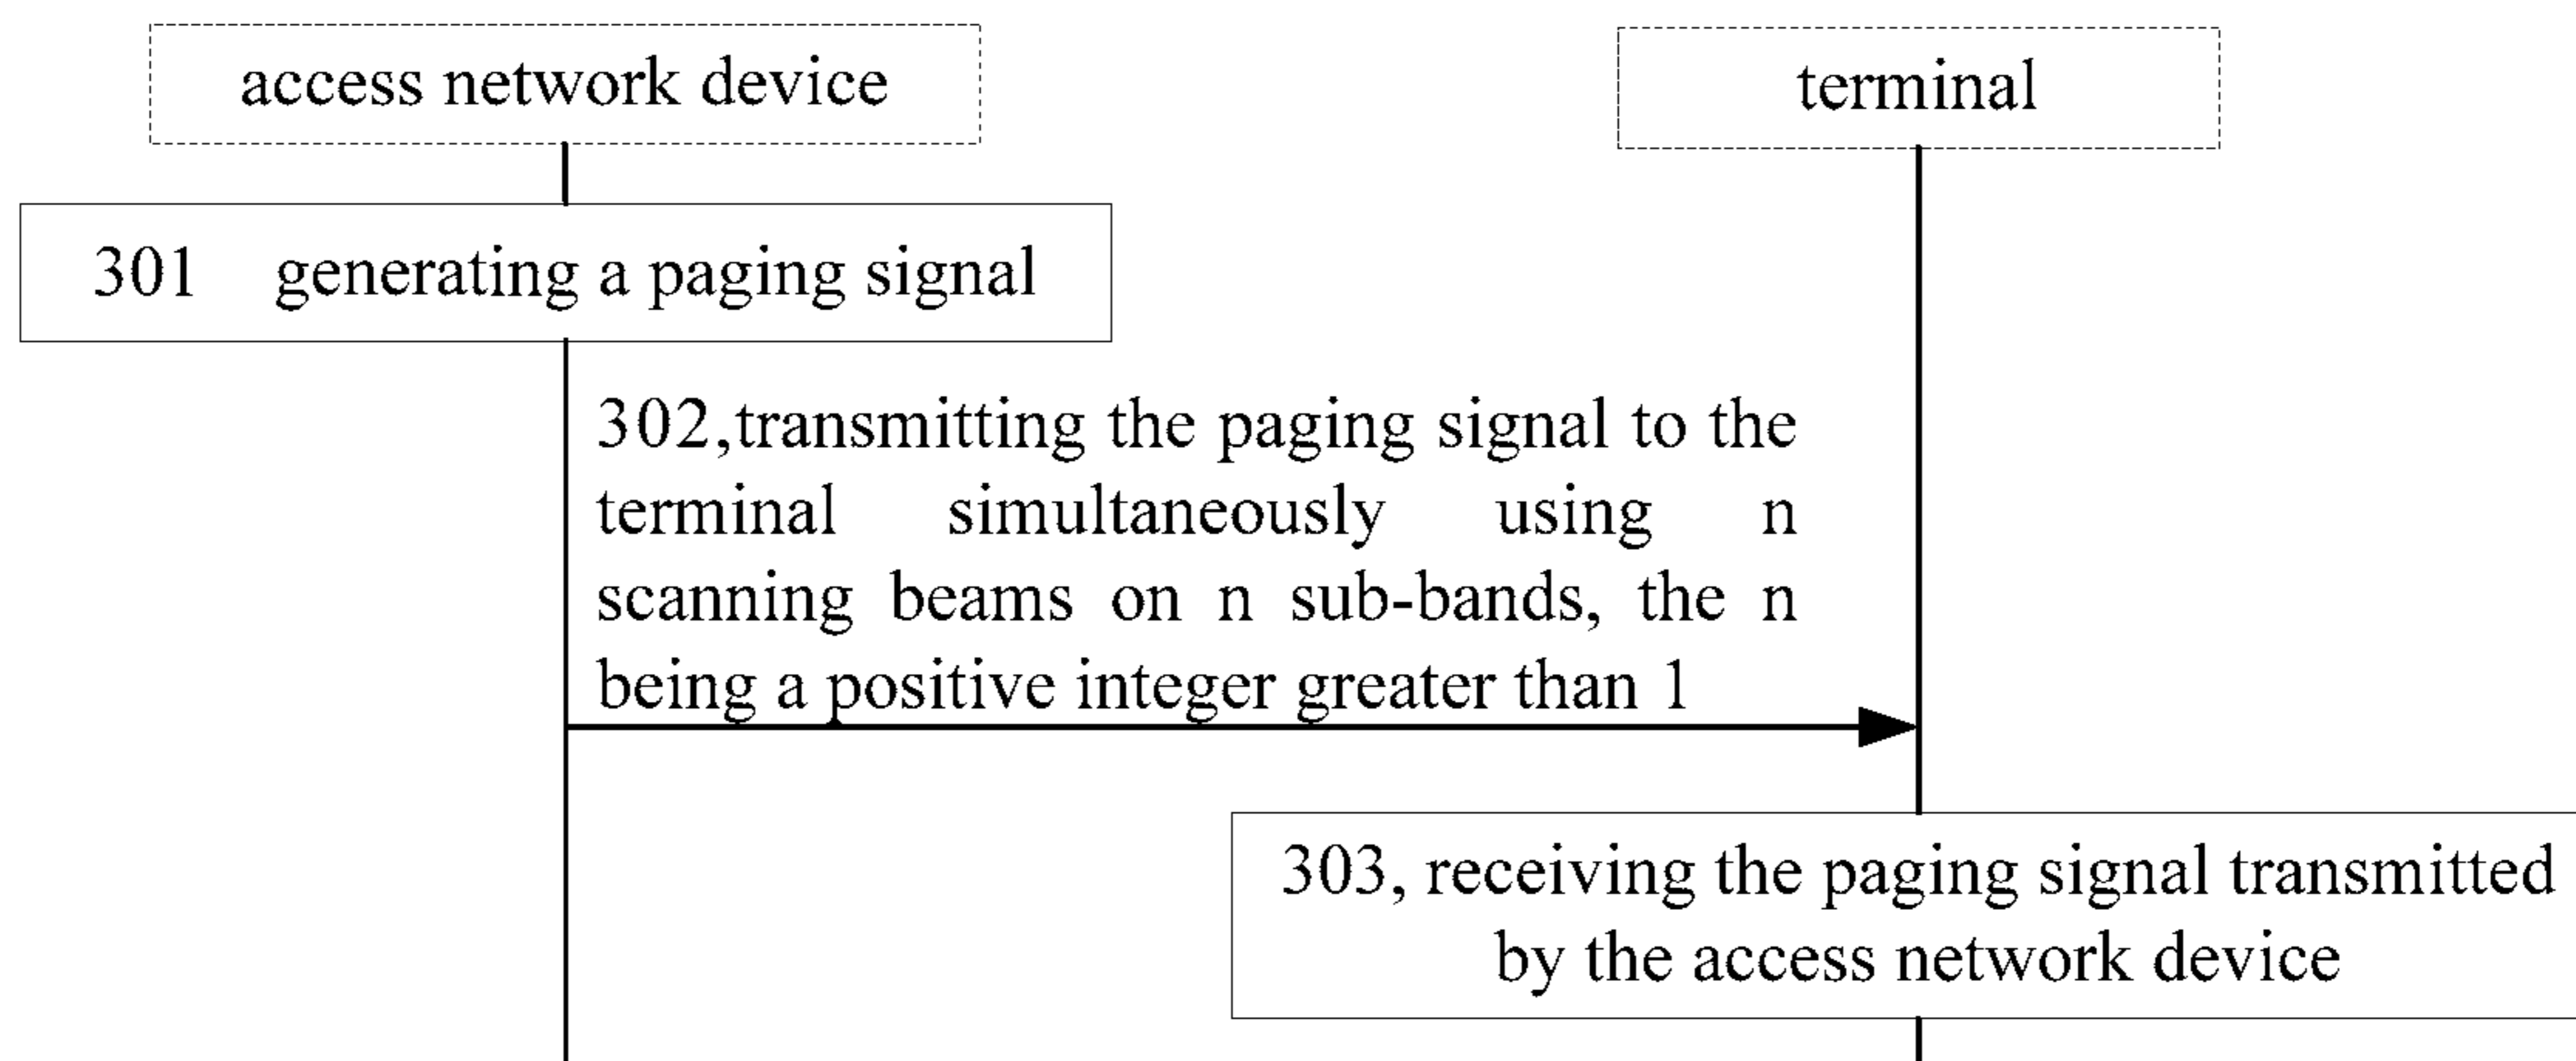 access network device
terminal
301 generating a paging signal
302,transmitting the paging signal to the
terminal simultaneously using n
scanning beams on n sub-bands, the n
being a positive integer greater than 1
303, receiving the paging signal transmitted
by the access network device